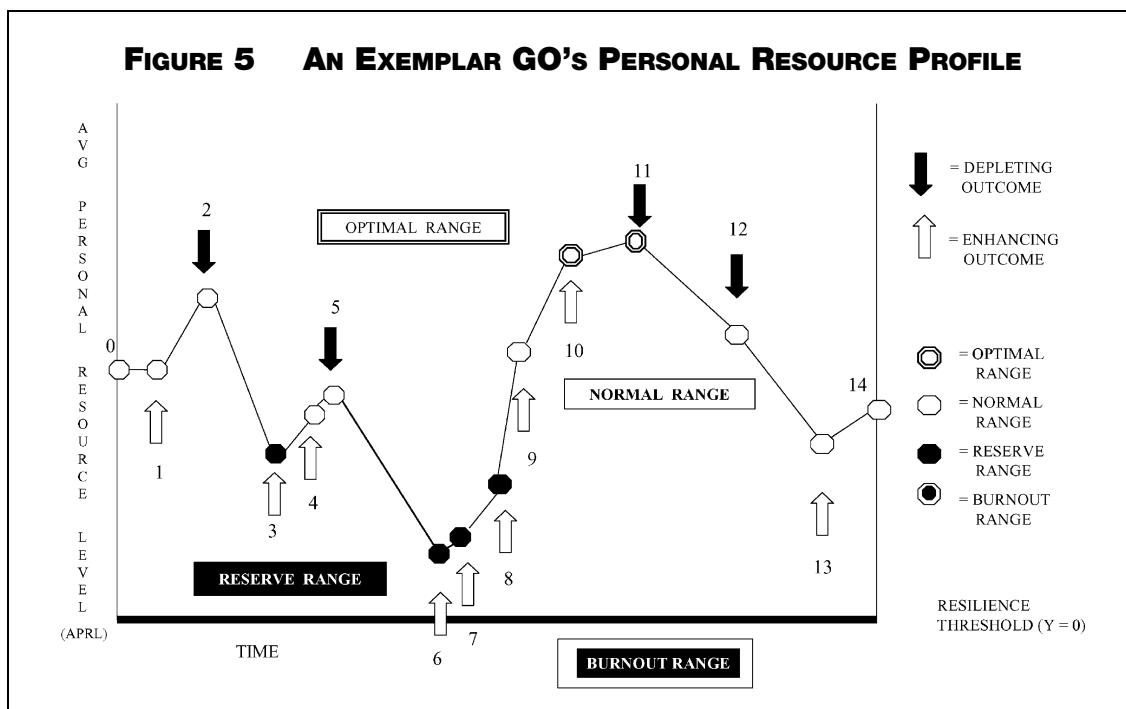 FIGURE 5 AN EXEMPLAR GO'S PERSONAL RESOURCE PROFILE
AVG PERSONAL RESOURCE LEVEL
(APRL)
0
1
2
3
4
5
6
7
8
9
10
11
12
13
14
OPTIMAL RANGE
NORMAL RANGE
RESERVE RANGE
BURNOUT RANGE
TIME
= DEPLETING
OUTCOME
= ENHANCING
OUTCOME
= OPTIMAL
RANGE
= NORMAL
RANGE
= RESERVE
RANGE
= BURNOUT
RANGE
RESILIENCE
THRESHOLD (Y = 0)